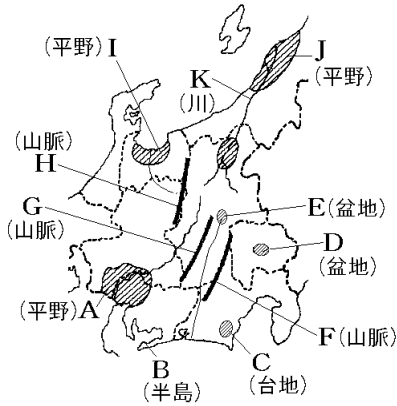 (平野) I
J
(平野)
K
(川)
(山脈)
H
G
(山脈)
E (盆地)
D
(盆地)
(平野) A
F (山脈)
B
(半島)
C
(台地)